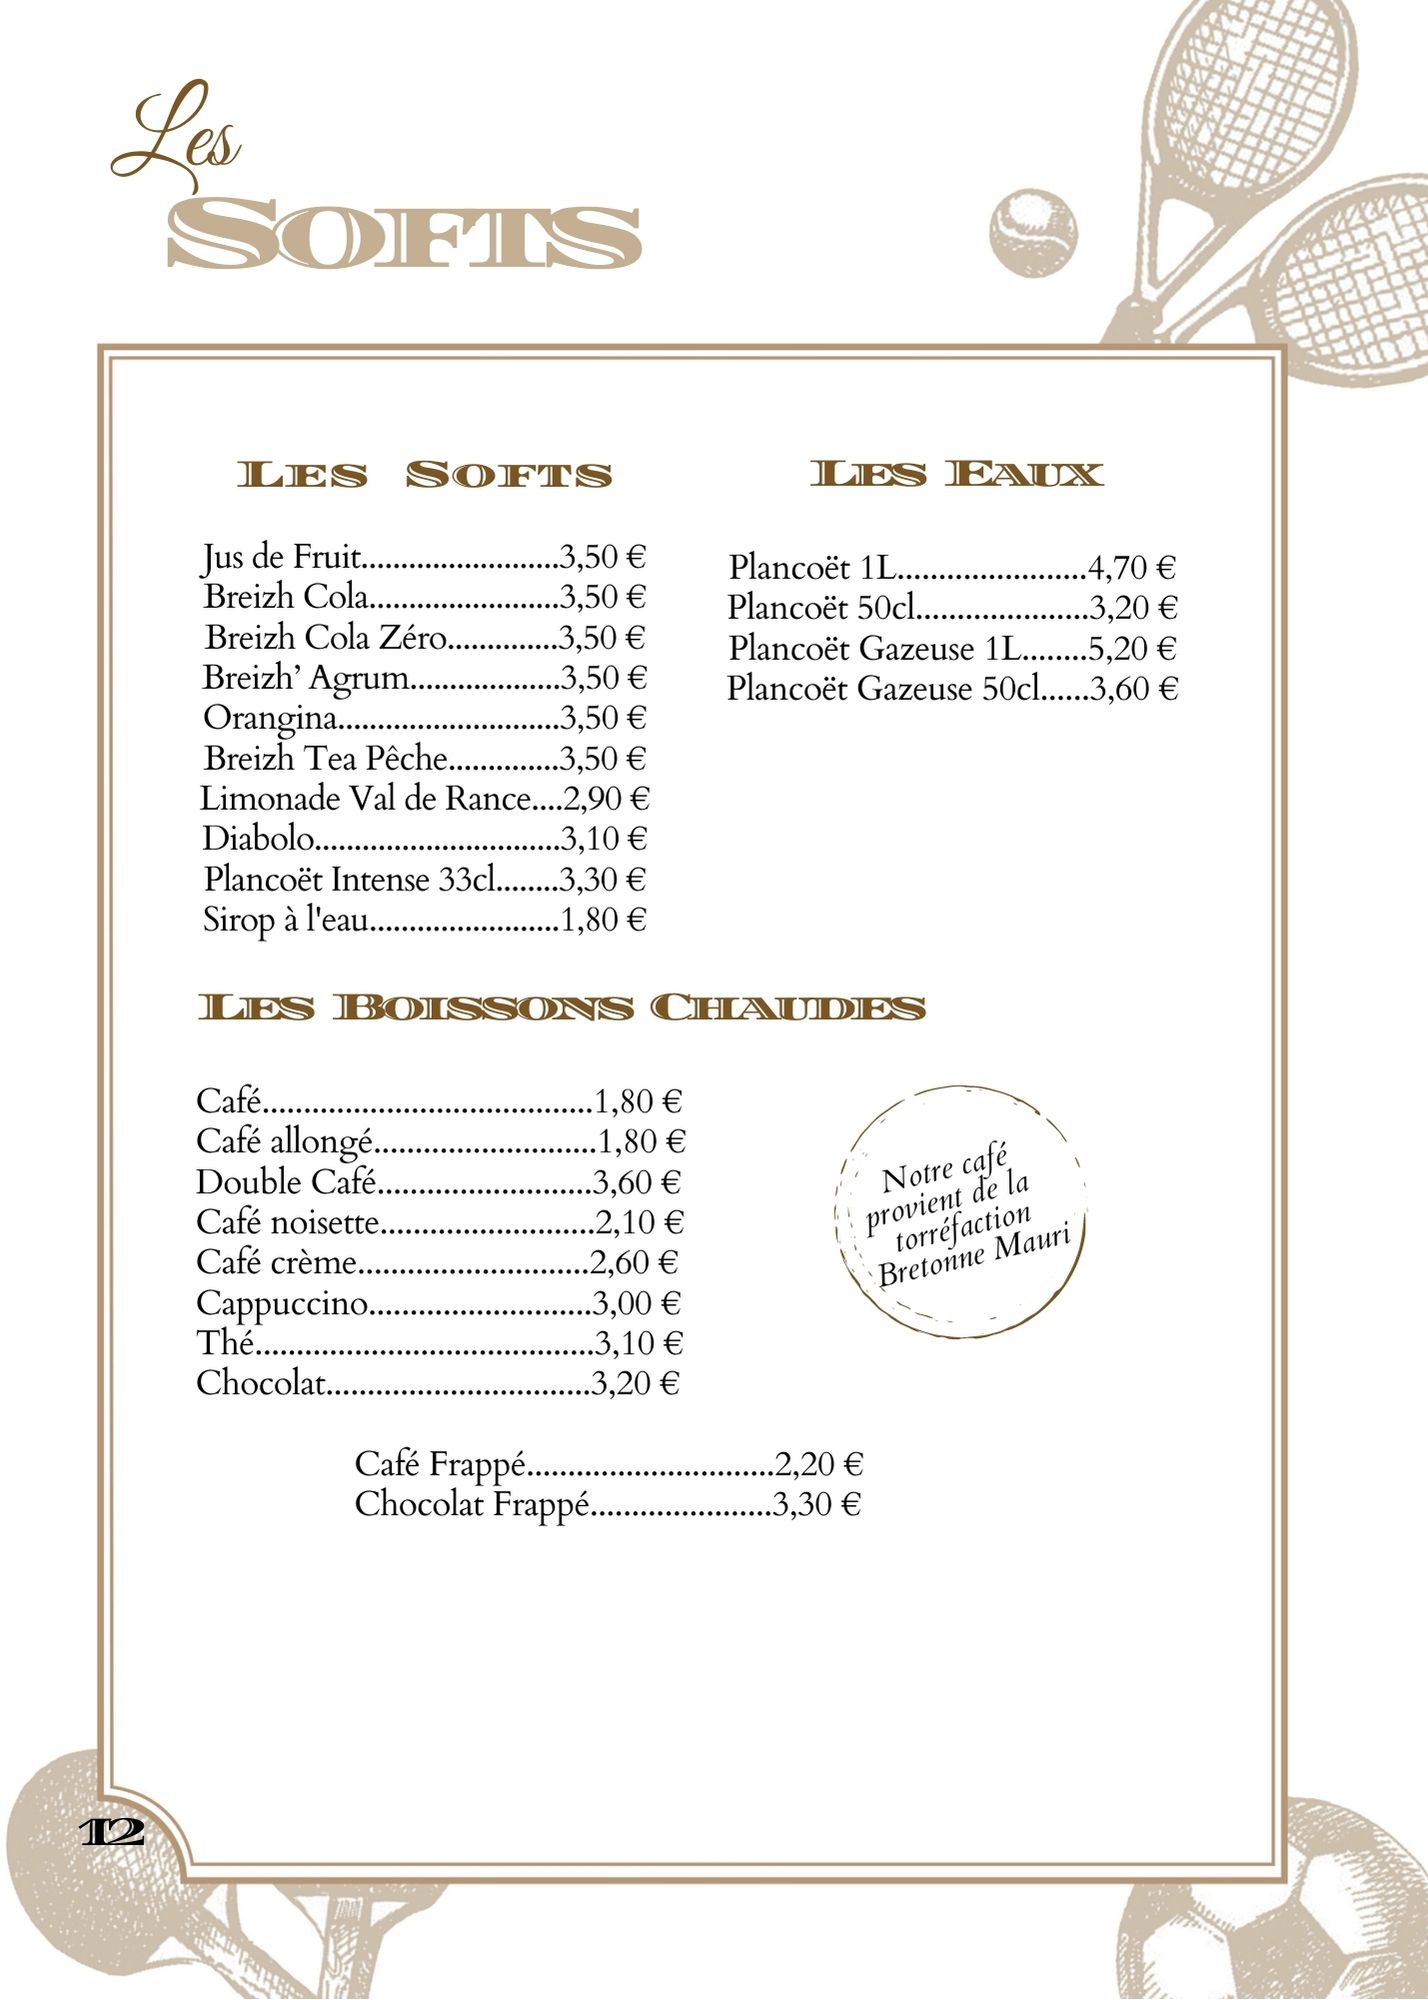 Les
SOFTS
LES SOFTS
Jus de Fruit........................3,50 €
Breizh Cola.......................3,50 €
Breizh Cola Zéro..............3,50 €
Breizh’ Agrum..................3,50 €
Orangina...........................3,50 €
Breizh Tea Pêche..............3,50 €
Limonade Val de Rance....2,90 €
Diabolo..............................3,10 €
Plancoët Intense 33cl........3,30 €
Sirop à l'eau.......................1,80 €
LES EAUX
Plancoët 1L.......................4,70 €
Plancoët 50cl.....................3,20 €
Plancoët Gazeuse 1L........5,20 €
Plancoët Gazeuse 50cl......3,60 €
LES BOISSONS CHAUDES
Café........................................1,80 €
Café allongé...........................1,80 €
Double Café..........................3,60 €
Café noisette..........................2,10 €
Café crème............................2,60 €
Cappuccino...........................3,00 €
Thé.........................................3,10 €
Chocolat................................3,20 €
Notre café
provient de la
torréfaction
Bretonne Mauri
Café Frappé..............................2,20 €
Chocolat Frappé......................3,30 €
12